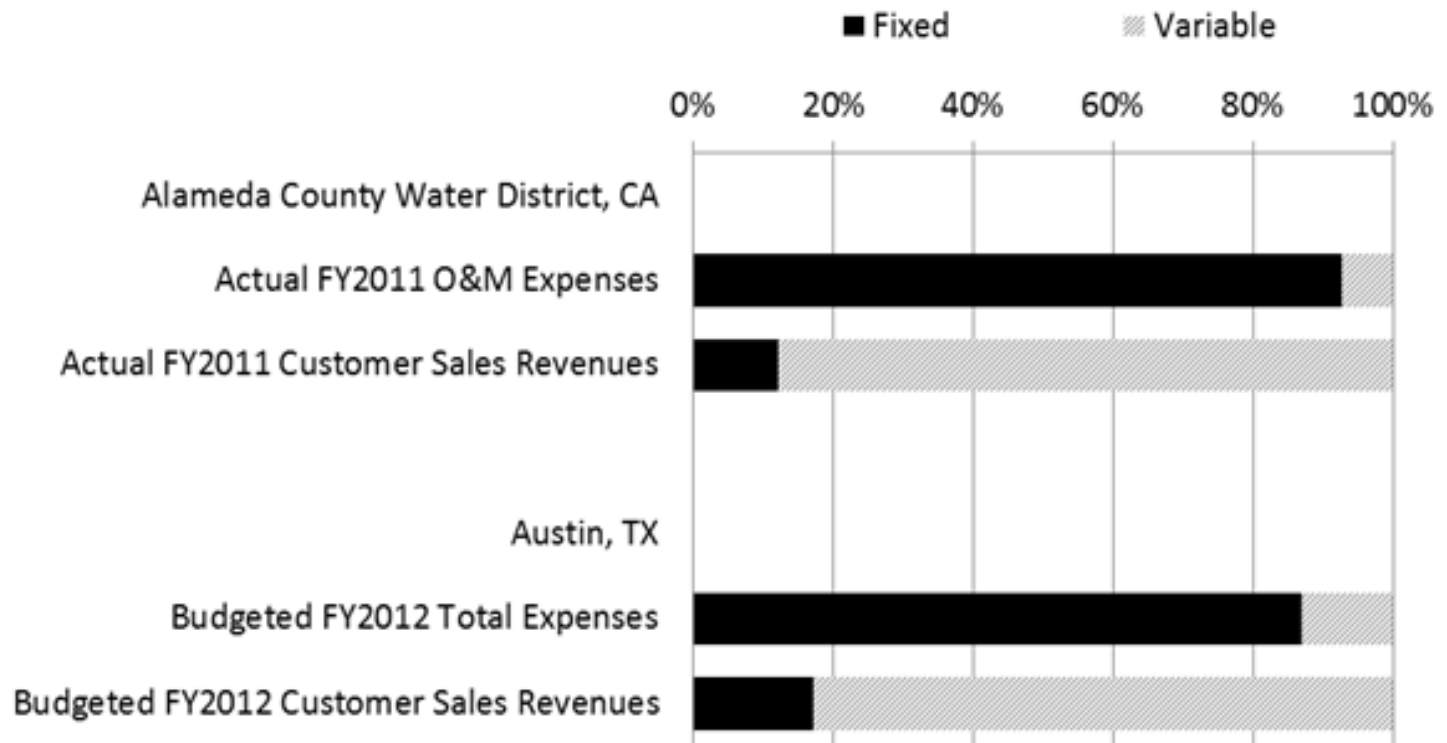 Fixed Variable
0% 20% 40% 60% 80% 100%
Alameda County Water District, CA
Actual FY2011 O&M Expenses
Actual FY2011 Customer Sales Revenues
Austin, TX
Budgeted FY2012 Total Expenses
Budgeted FY2012 Customer Sales Revenues